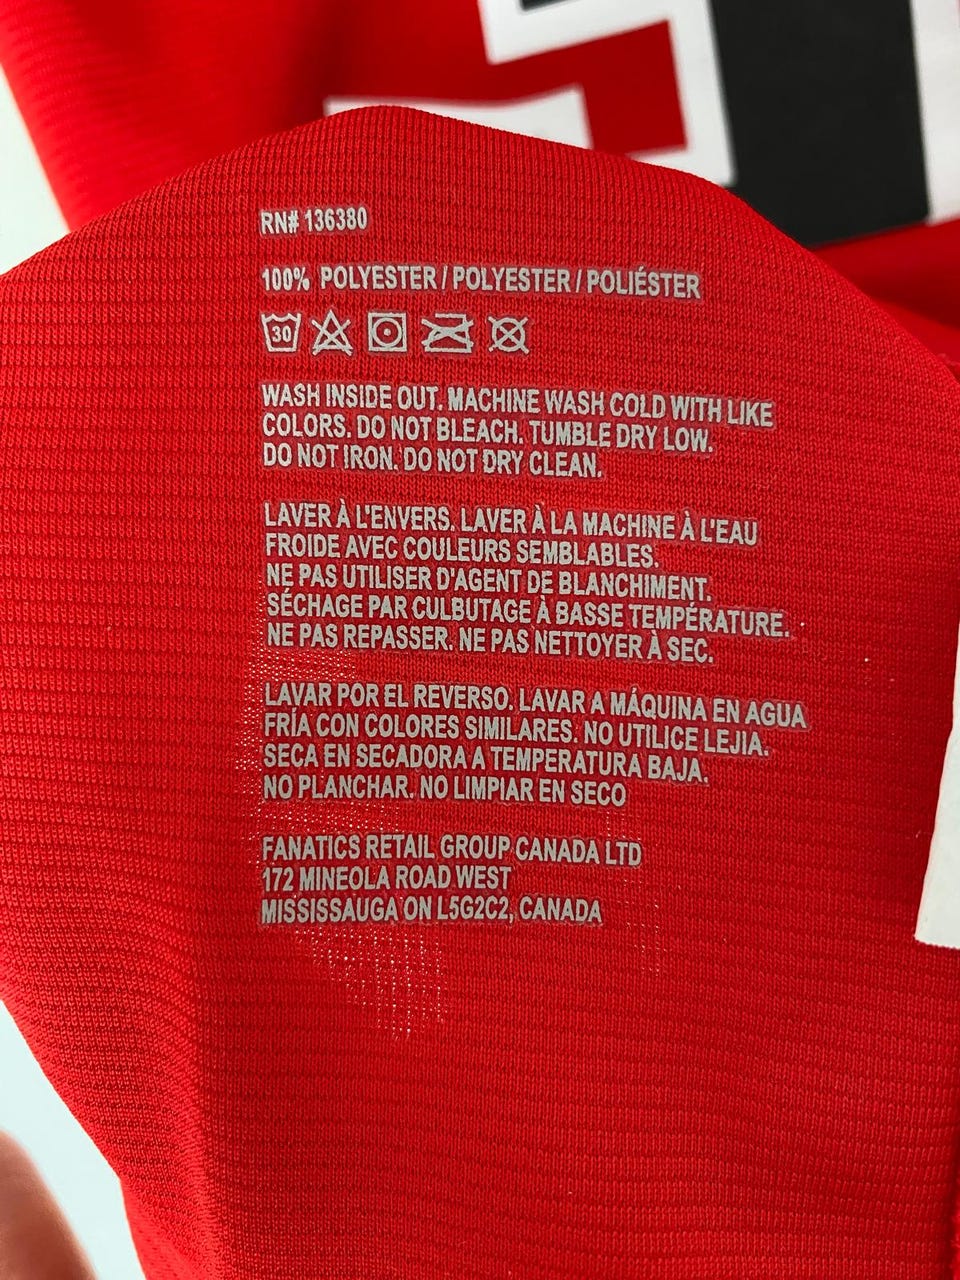 RN# 136380
100% POLYESTER / POLYESTER / POLIÉSTER
30
WASH INSIDE OUT. MACHINE WASH COLD WITH LIKE
COLORS. DO NOT BLEACH. TUMBLE DRY LOW.
DO NOT IRON. DO NOT DRY CLEAN.
LAVER À L'ENVERS. LAVER À LA MACHINE À L'EAU
FROIDE AVEC COULEURS SEMBLABLES.
NE PAS UTILISER D'AGENT DE BLANCHIMENT.
SÉCHAGE PAR CULBUTAGE À BASSE TEMPÉRATURE.
NE PAS REPASSER. NE PAS NETTOYER À SEC.
LAVAR POR EL REVERSO. LAVAR A MÁQUINA EN AGUA
FRÍA CON COLORES SIMILARES. NO UTILICE LEJIA.
SECA EN SECADORA A TEMPERATURA BAJA.
NO PLANCHAR. NO LIMPIAR EN SECO
FANATICS RETAIL GROUP CANADA LTD
172 MINEOLA ROAD WEST
MISSISSAUGA ON L5G2C2, CANADA